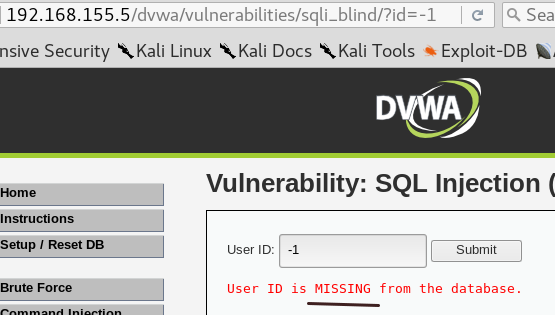 192.168.155.5/dvwa/vulnerabilities/sqli_blind/?id=-1
Sea
nsive Security Kali Linux Kali Docs Kali Tools Exploit-DB
DVWA
Vulnerability: SQL Injection (
Home
Instructions
Setup / Reset DB
User ID: -1 Submit
User ID is MISSING from the database.
Brute Force
Command Injection